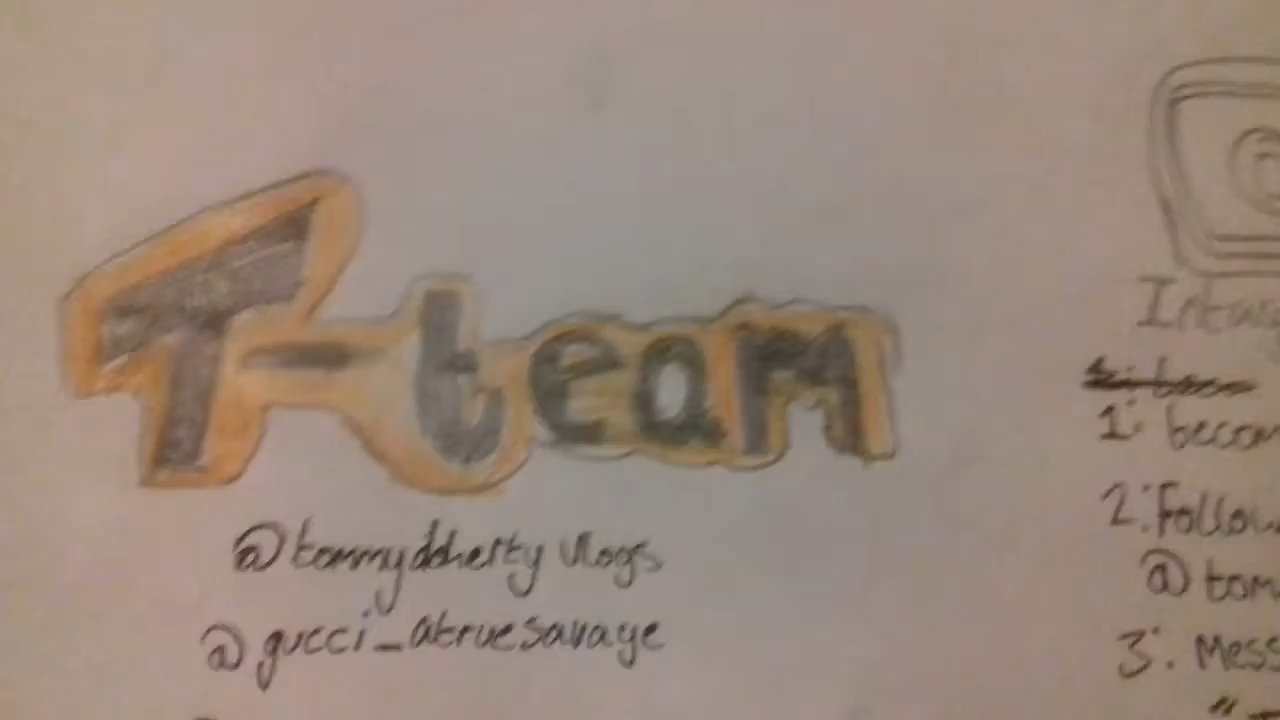 T-team
@tommydoherty vlogs
@gucci_atruesavage
1: becom
2: Follow
@ tom
3: Mess